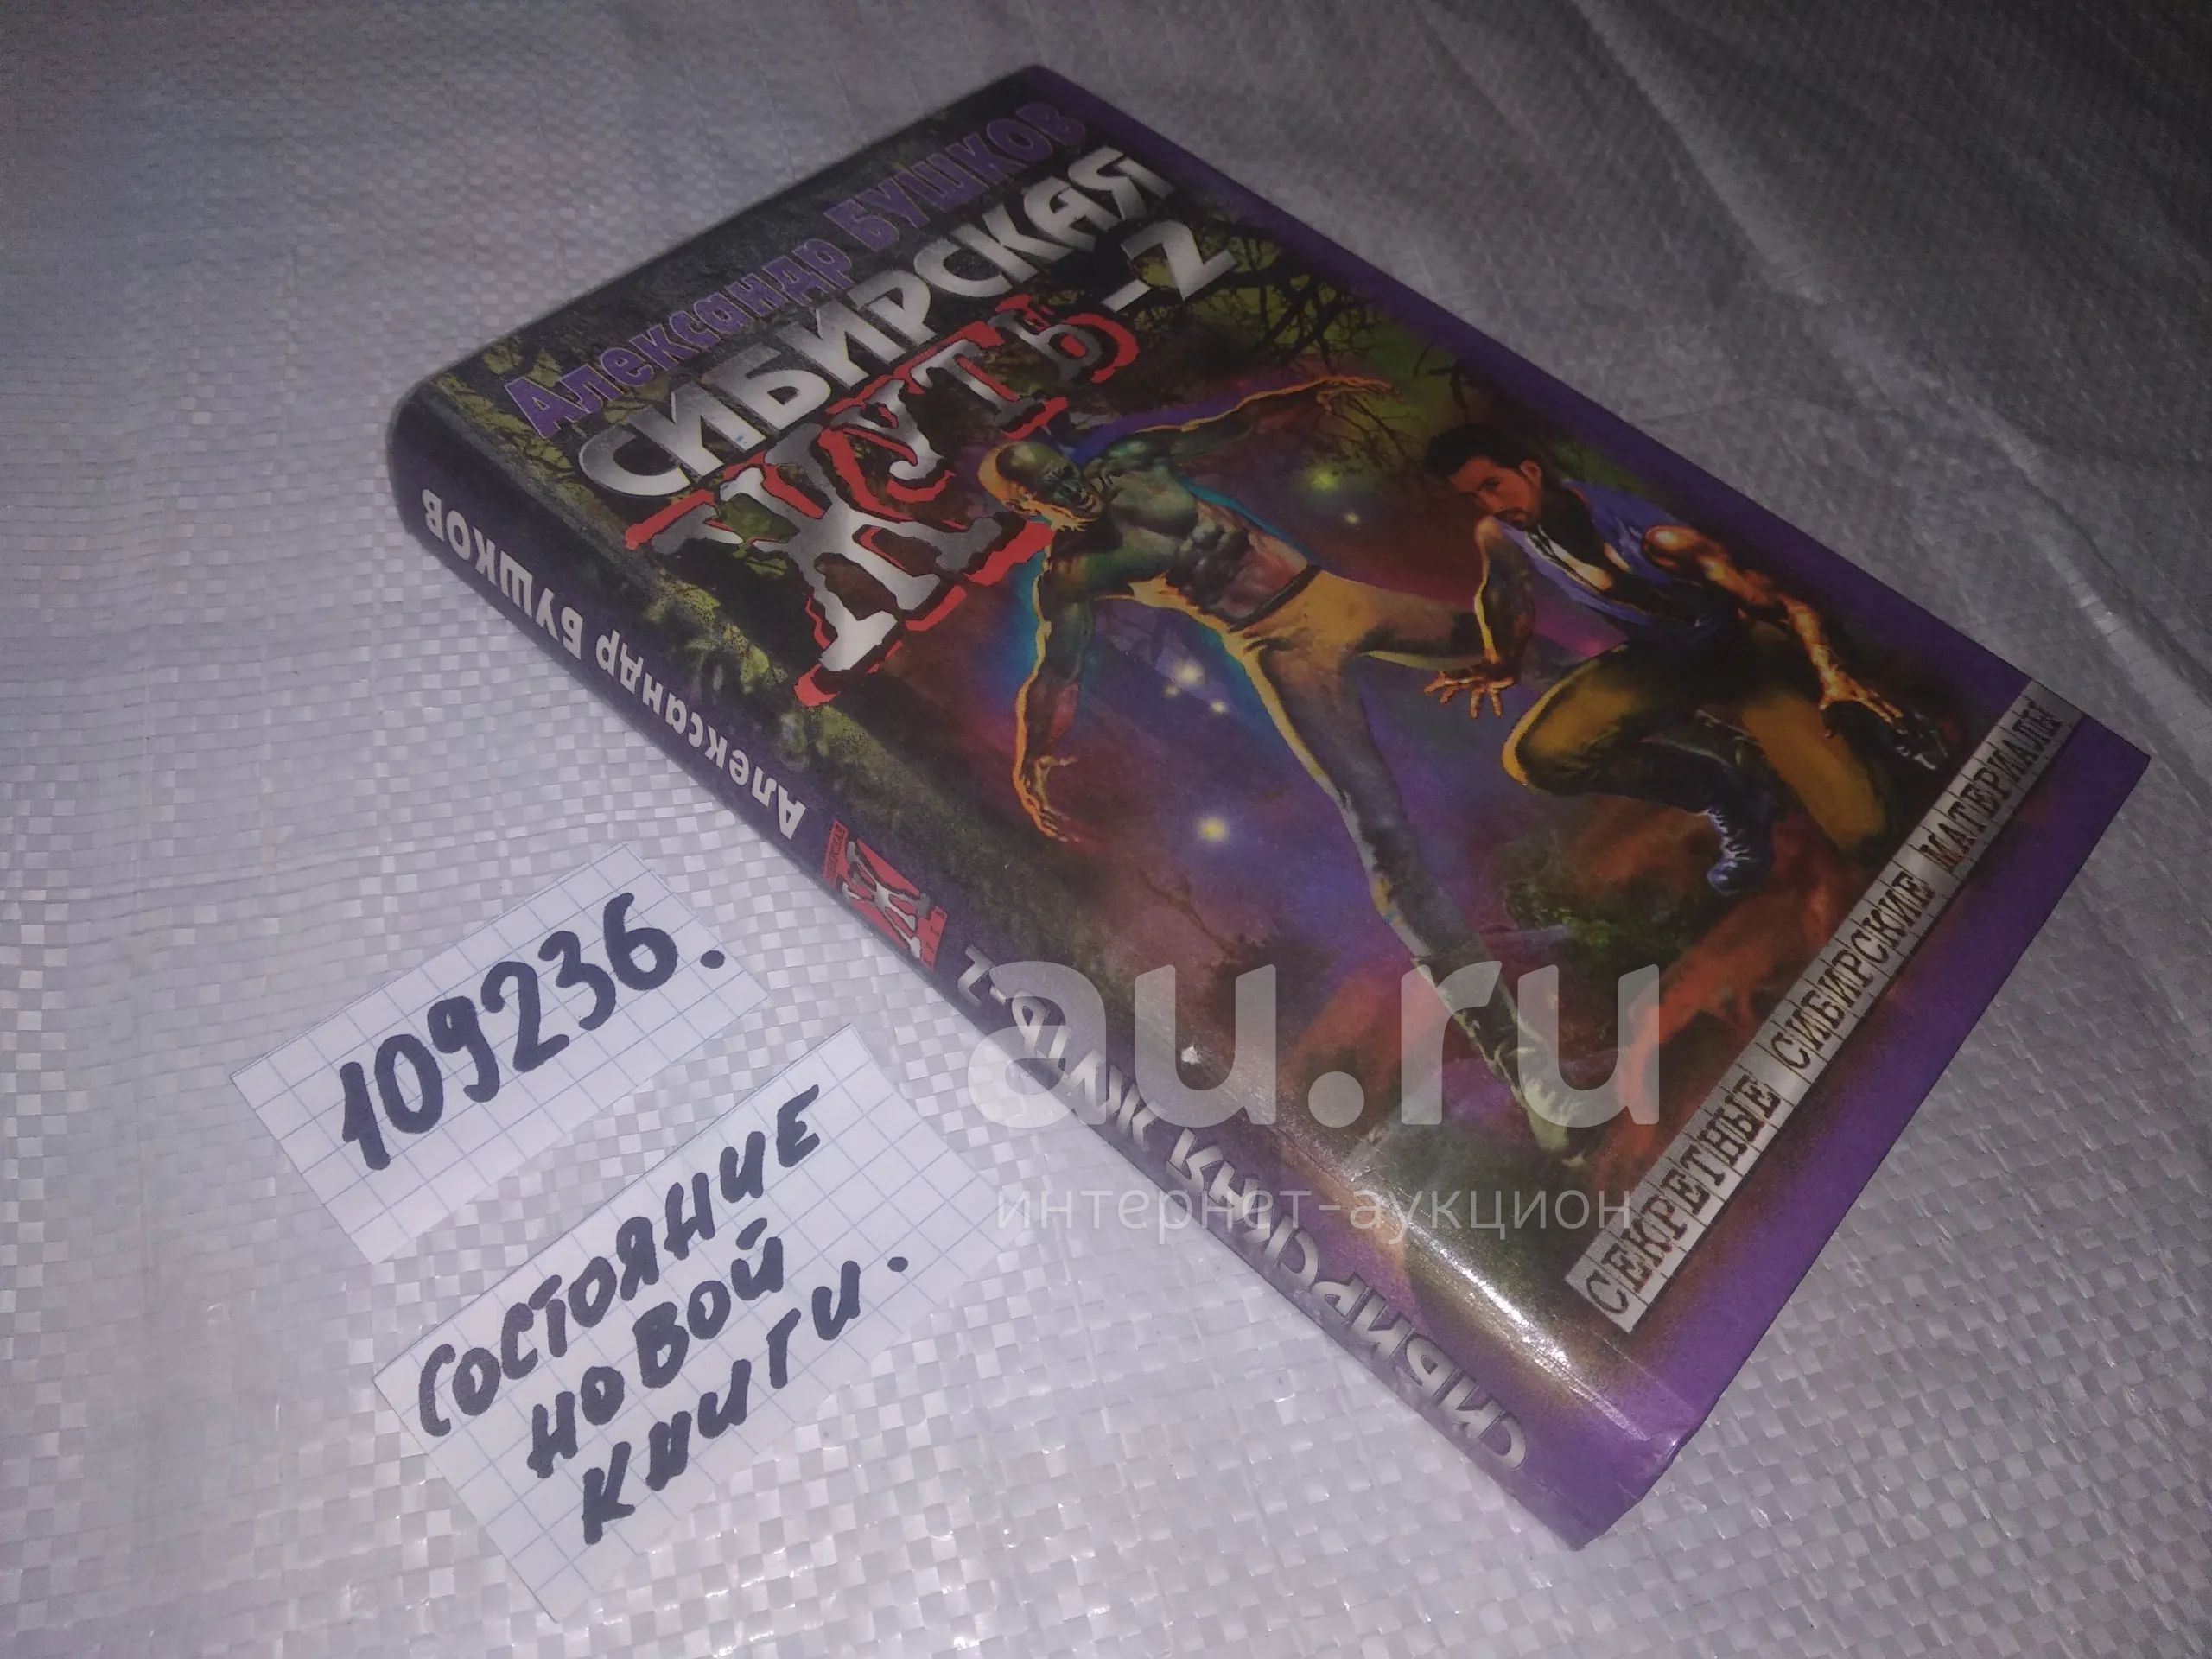 Александр БУШКОВ
СИБИРСКАЯ
ЖУТЬ-2
СЕКРЕТНЫЕ СИБИРСКИЕ МАТЕРИАЛЫ
Александр БУШКОВ
СИБИРСКАЯ ЖУТЬ-2
109236.
СОСТОЯНИЕ
НОВОЙ
КНИГИ.
au.ru
интернет-аукцион